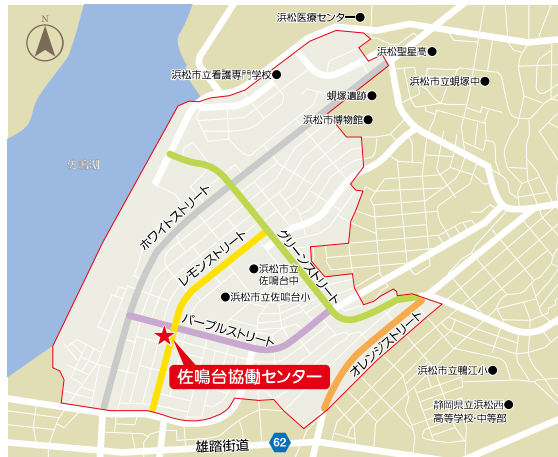 浜松医療センター
N
浜松聖星高
浜松市立看護専門学校
浜松市立蜆塚中
蜆塚遺跡
浜松市博物館
佐鳴湖
ホワイトストリート
グリーンストリート
レモンストリート
浜松市立
佐鳴台中
浜松市立佐鳴台小
パープルストリート
オレンジストリート
佐鳴台協働センター
浜松市立鴨江小
静岡県立浜松西
高等学校・中等部
雄踏街道
62